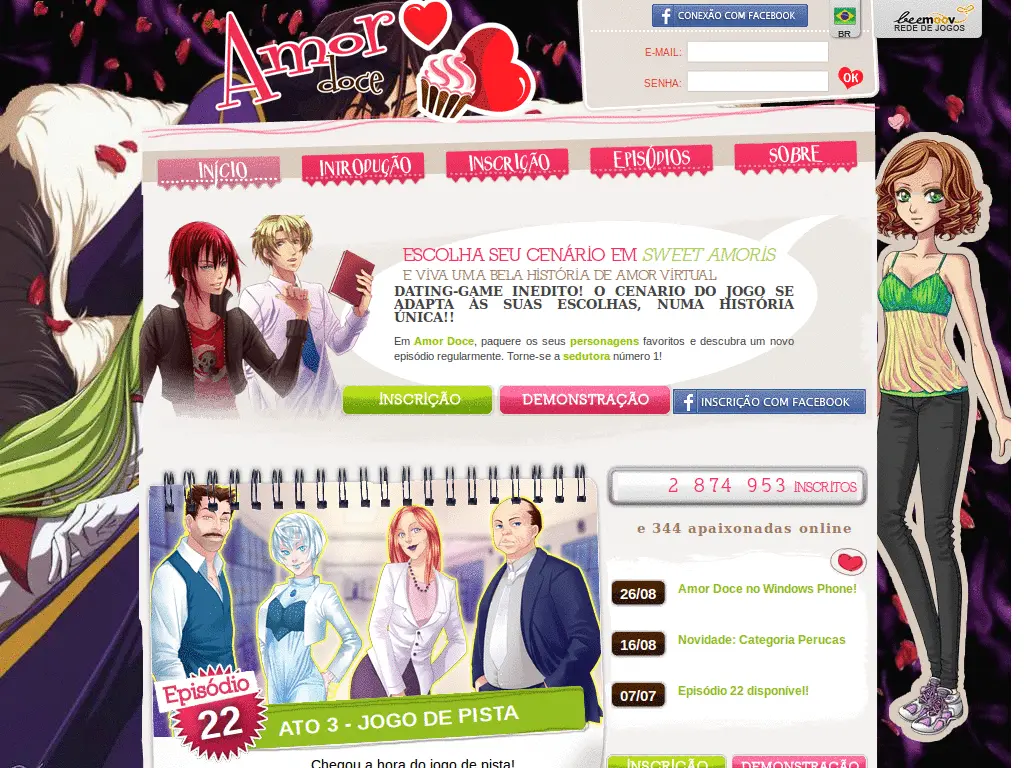 Amor
doce
CONEXÃO COM FACEBOOK
BR
beemoov
REDE DE JOGOS
E-MAIL:
SENHA:
OK
INÍCIO
INTRODUÇÃO
INSCRIÇÃO
EPISÓDIOS
SOBRE
ESCOLHA SEU CENÁRIO EM SWEET AMORIS
E VIVA UMA BELA HISTÓRIA DE AMOR VIRTUAL
DATING-GAME INEDITO! O CENARIO DO JOGO SE
ADAPTA ÀS SUAS ESCOLHAS, NUMA HISTÓRIA
ÚNICA!!
Em Amor Doce, paquere os seus personagens favoritos e descubra um novo
episódio regularmente. Torne-se a sedutora número 1!
INSCRIÇÃO
DEMONSTRAÇÃO
INSCRIÇÃO COM FACEBOOK
2 874 953 INSCRITOS
e 344 apaixonadas online
26/08
Amor Doce no Windows Phone!
16/08
Novidade: Categoria Perucas
07/07
Episódio 22 disponível!
Episódio
22
ATO 3 - JOGO DE PISTA
Chegou a hora do jogo de pista!
INSCRIÇÃO
DEMONSTRAÇÃO